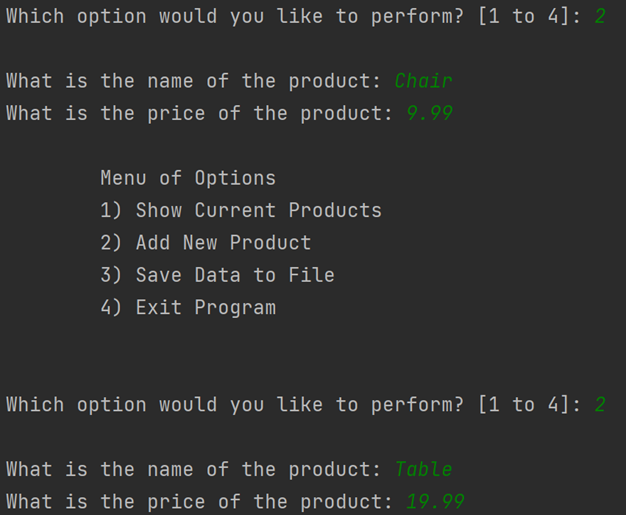 Which option would you like to perform? [1 to 4]: 2
What is the name of the product: Chair
What is the price of the product: 9.99
Menu of Options
1) Show Current Products
2) Add New Product
3) Save Data to File
4) Exit Program
Which option would you like to perform? [1 to 4]: 2
What is the name of the product: Table
What is the price of the product: 19.99